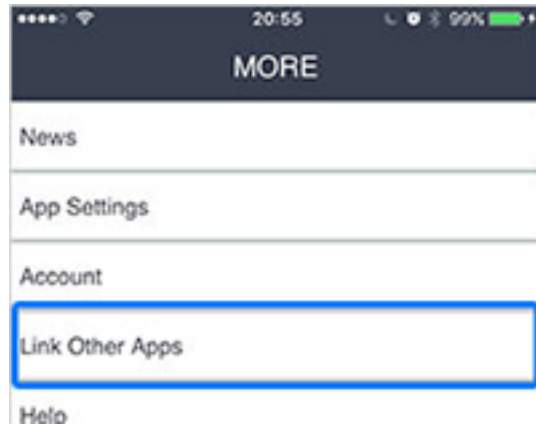 20:55 99%
MORE
News
App Settings
Account
Link Other Apps
Help